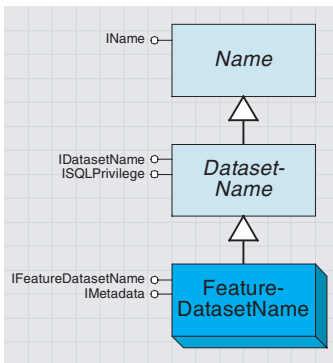 IName
Name
IDatasetName
ISQLPrivilege
Dataset-
Name
IFeatureDatasetName
IMetadata
Feature-
DatasetName